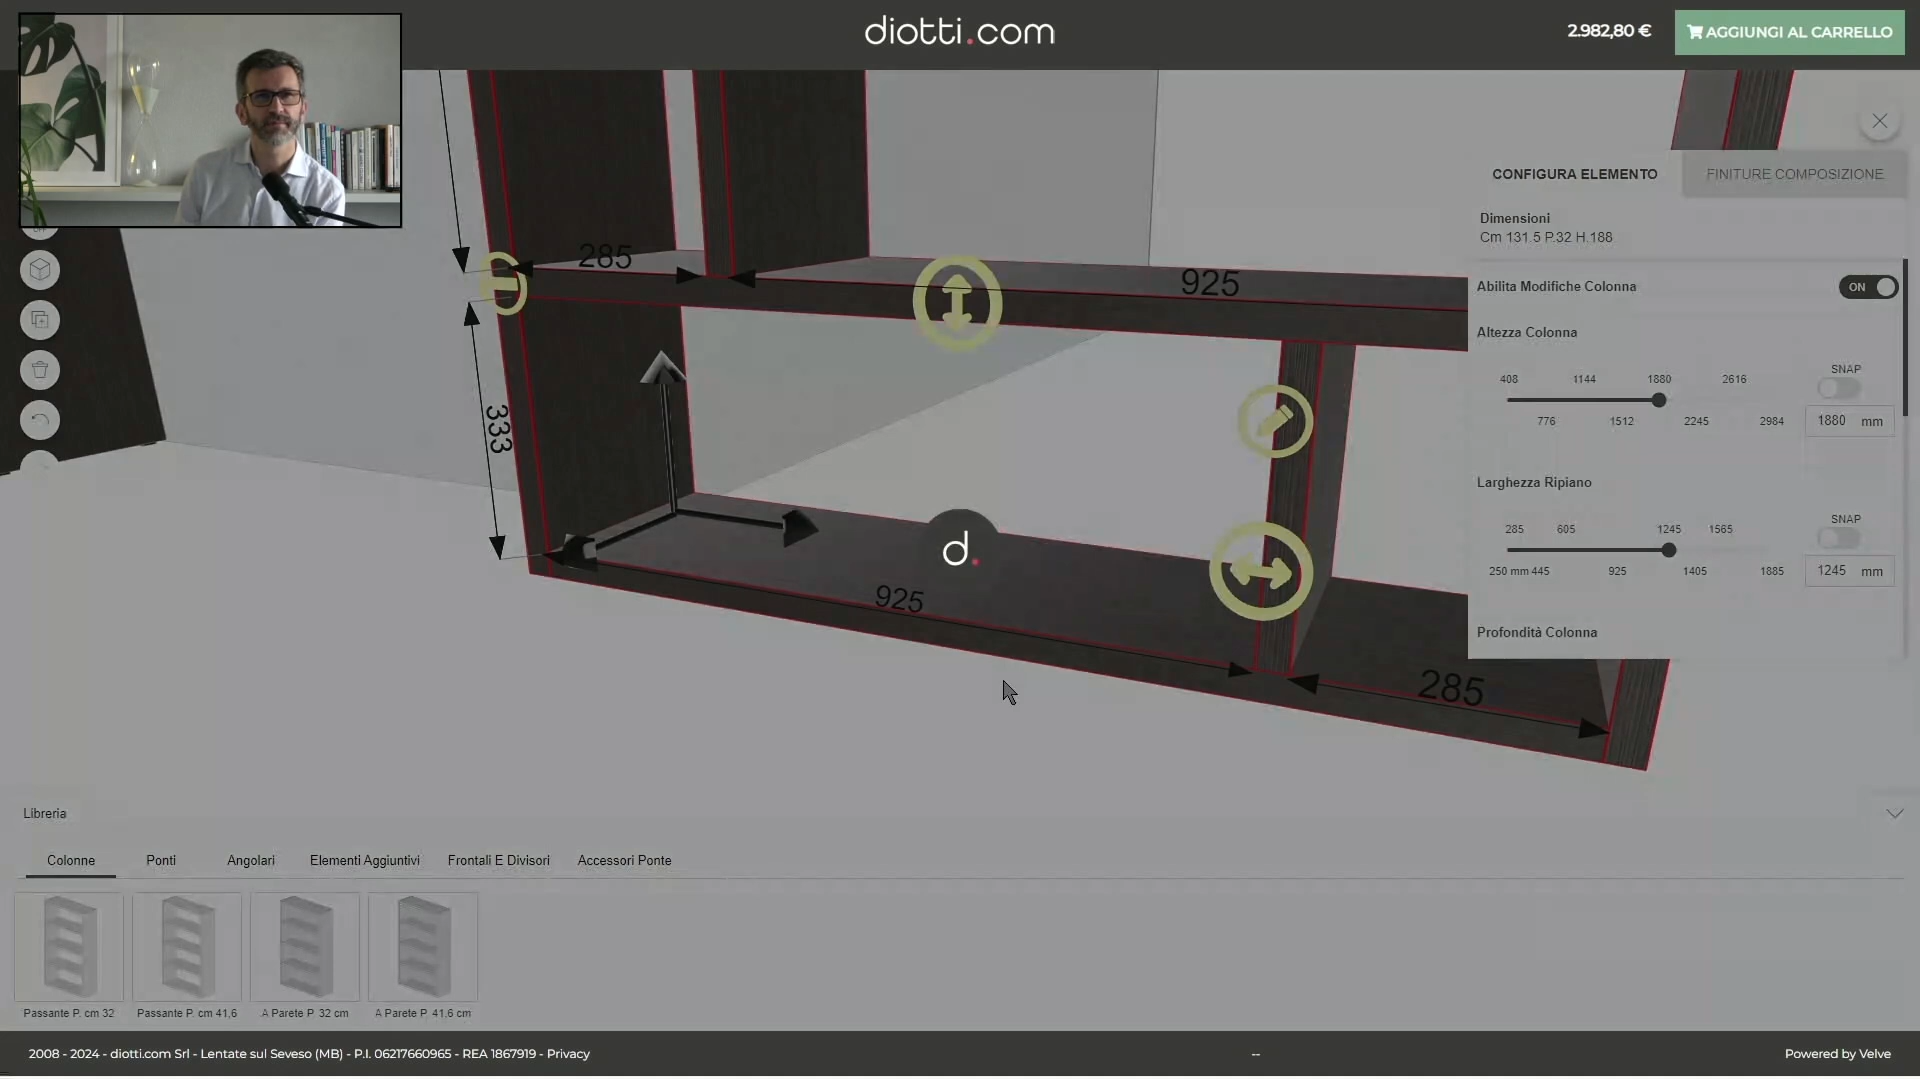 diotti.com
2.982,80 €
AGGIUNGI AL CARRELLO
CONFIGURA ELEMENTO
FINITURE COMPOSIZIONE
Dimensioni
Cm 131.5 P.32 H.188
Abilita Modifiche Colonna
ON
Altezza Colonna
SNAP
408 1144 1880 2616
776 1512 2245 2984
1880 mm
Larghezza Ripiano
SNAP
285 605 1245 1565
250 mm 445 925 1405 1885
1245 mm
Profondità Colonna
285
925
333
d.
925
285
Libreria
Colonne
Ponti
Angolari
Elementi Aggiuntivi
Frontali E Divisori
Accessori Ponte
Passante P. cm 32
Passante P. cm 41,6
A Parete P. 32 cm
A Parete P. 41,6 cm
2008 - 2024 - diotti.com Srl - Lentate sul Seveso (MB) - P.I. 06217660965 - REA 1867919 - Privacy
--
Powered by Velve